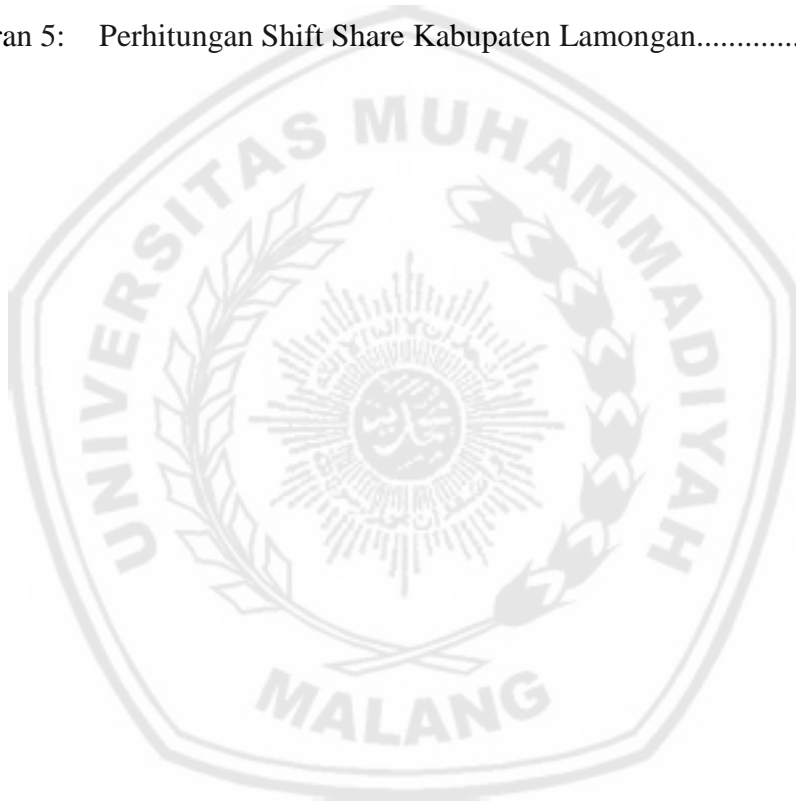 ran 5: Perhitungan Shift Share Kabupaten Lamongan.............
UNIVERSITAS MUHAMMADIYAH
MALANG